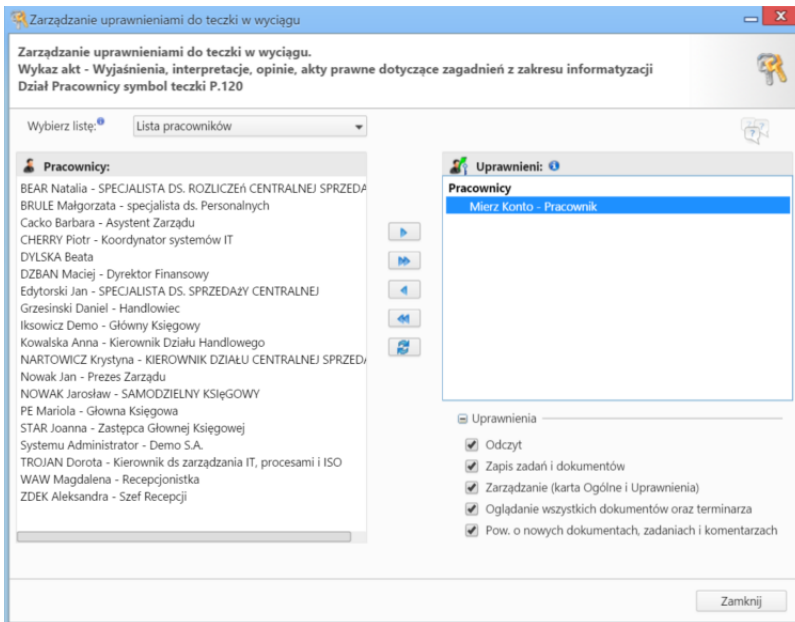 Zarządzanie uprawnieniami do teczki w wyciągu
Zarządzanie uprawnieniami do teczki w wyciągu.
Wykaz akt - Wyjaśnienia, interpretacje, opinie, akty prawne dotyczące zagadnień z zakresu informatyzacji
Dział Pracownicy symbol teczki P.120
Wybierz listę:
Lista pracowników
Pracownicy:
BEAR Natalia - SPECJALISTA DS. ROZLICZEń CENTRALNEJ SPRZEDA
BRULE Małgorzata - specjalista ds. Personalnych
Cacko Barbara - Asystent Zarządu
CHERRY Piotr - Koordynator systemów IT
DYLSKA Beata
DZBAN Maciej - Dyrektor Finansowy
Edytorski Jan - SPECJALISTA DS. SPRZEDAżY CENTRALNEJ
Grzesinski Daniel - Handlowiec
Iksowicz Demo - Główny Księgowy
Kowalska Anna - Kierownik Działu Handlowego
NARTOWICZ Krystyna - KIEROWNIK DZIAŁU CENTRALNEJ SPRZEDA
Nowak Jan - Prezes Zarządu
NOWAK Jarosław - SAMODZIELNY KSIęGOWY
PE Mariola - Głowna Księgowa
STAR Joanna - Zastępca Głownej Księgowej
Systemu Administrator - Demo S.A.
TROJAN Dorota - Kierownik ds zarządzania IT, procesami i ISO
WAW Magdalena - Recepcjonistka
ZDEK Aleksandra - Szef Recepcji
Uprawnieni:
Pracownicy
Mierz Konto - Pracownik
Uprawnienia
Odczyt
Zapis zadań i dokumentów
Zarządzanie (karta Ogólne i Uprawnienia)
Oglądanie wszystkich dokumentów oraz terminarza
Pow. o nowych dokumentach, zadaniach i komentarzach
Zamknij